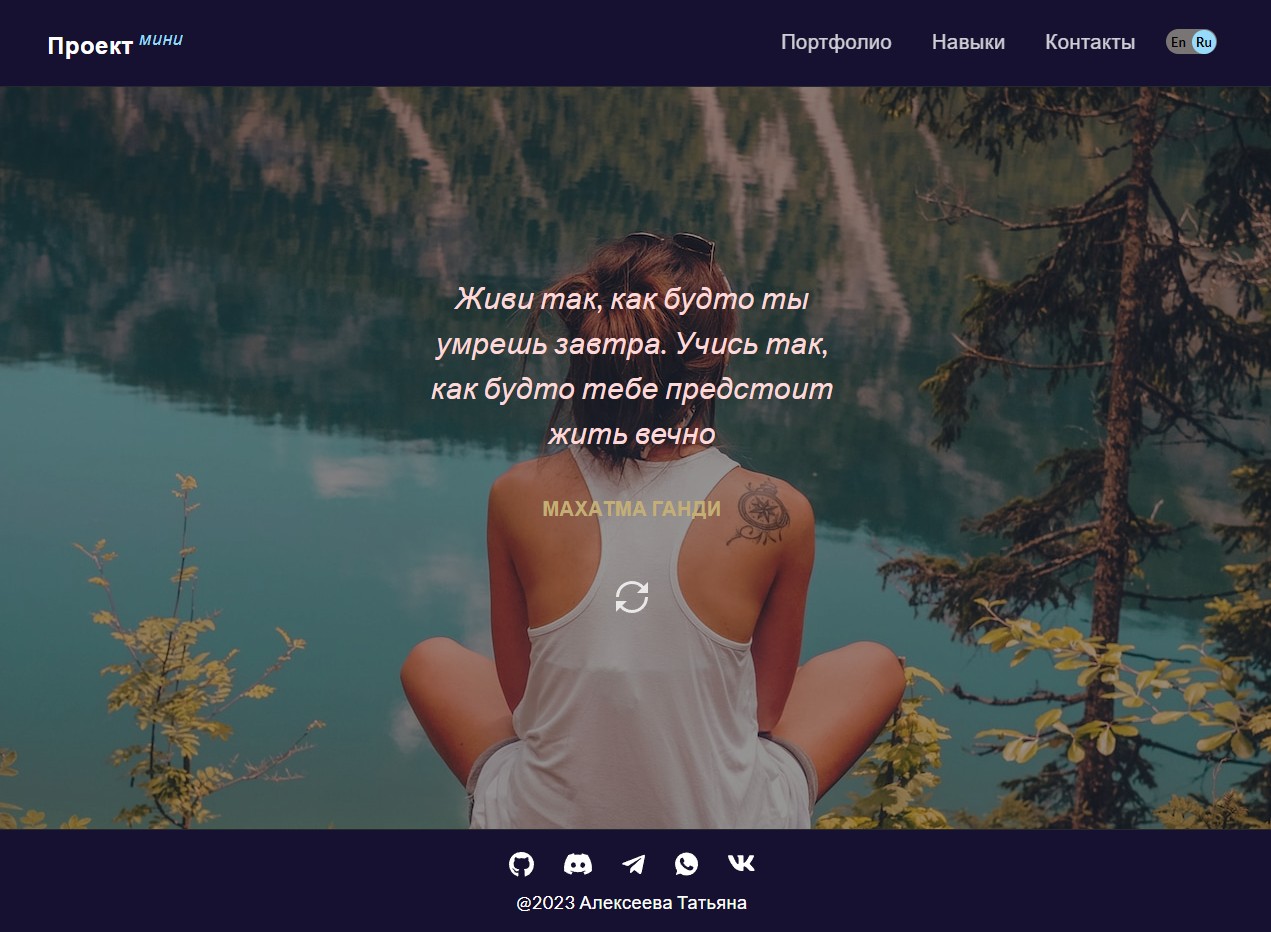 Проект мини
Портфолио Навыки Контакты En Ru
Живи так, как будто ты
умрешь завтра. Учись так,
как будто тебе предстоит
жить вечно
МАХАТМА ГАНДИ
@2023 Алексеева Татьяна